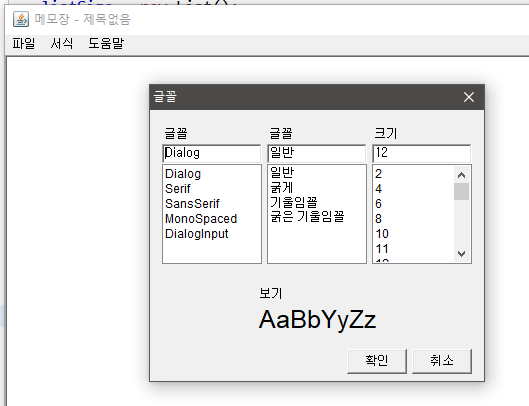 메모장 - 제목없음
파일 서식 도움말
글꼴
글꼴 글꼴 크기
Dialog 일반 12
Dialog 일반 2
Serif 굵게 4
SansSerif 기울임꼴 6
MonoSpaced 굵은 기울임꼴 8
DialogInput 10
11
보기
AaBbYyZz
확인 취소